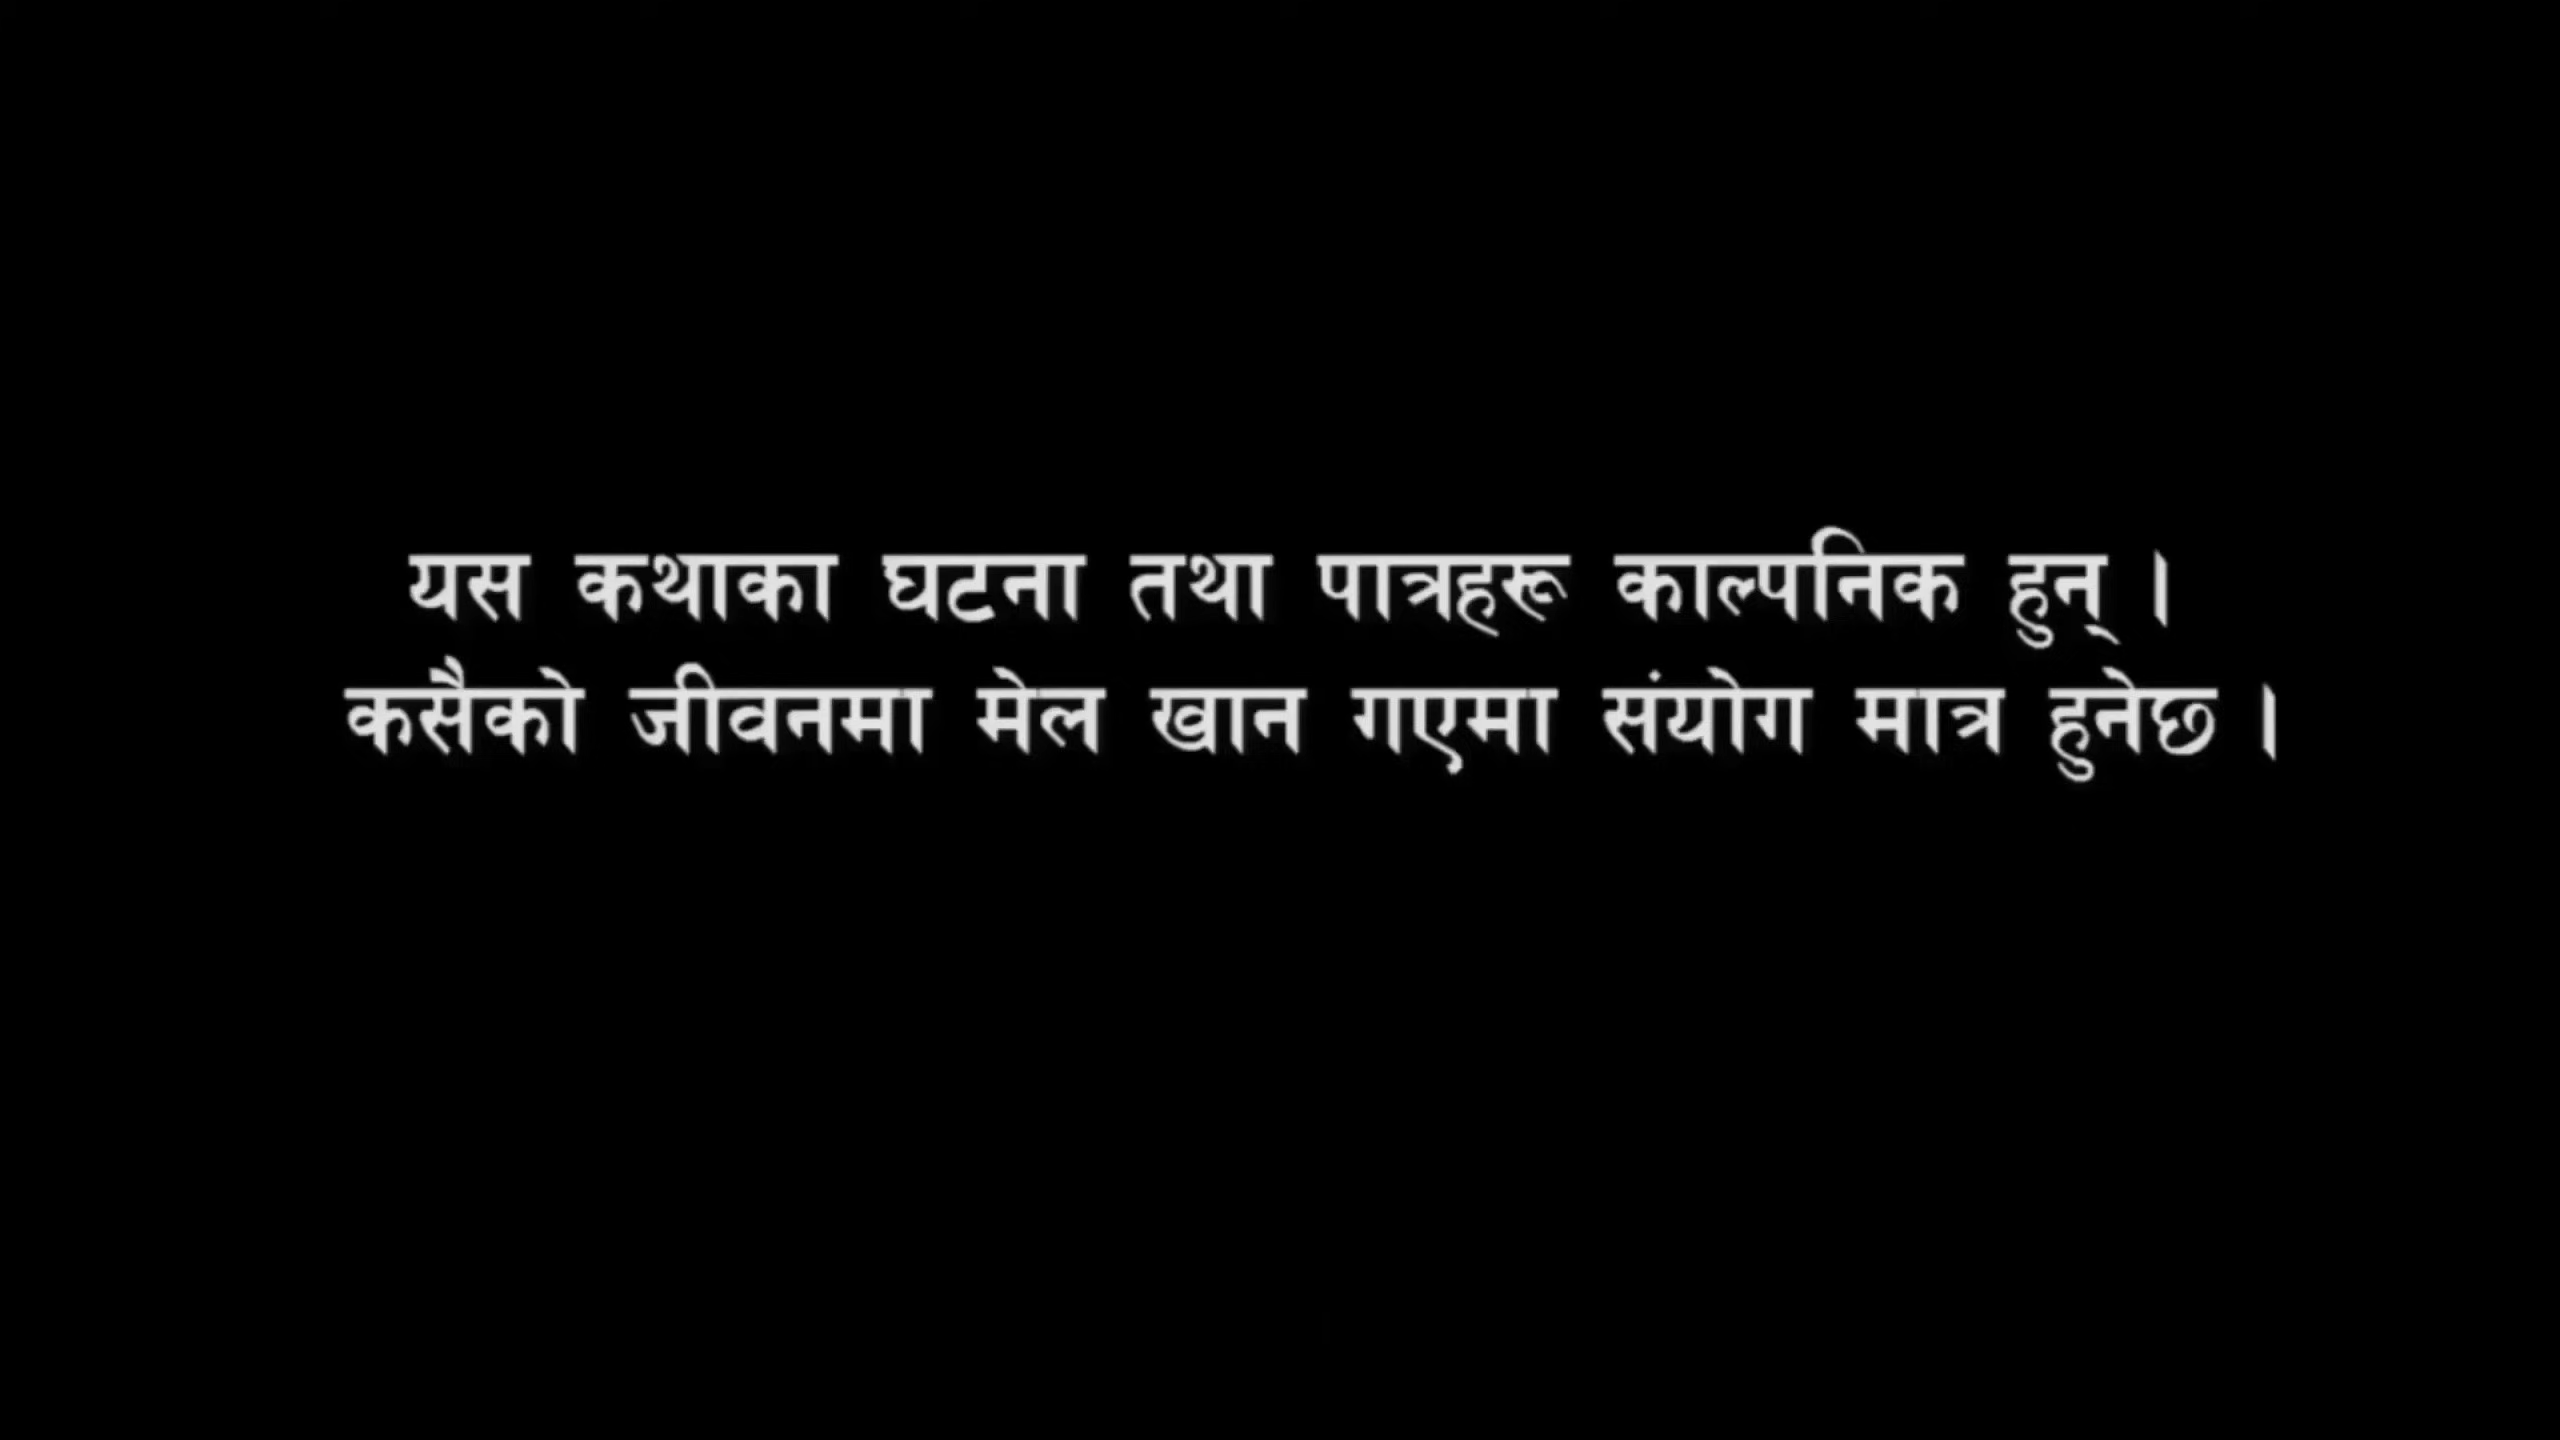 यस कथाका घटना तथा पात्रहरू काल्पनिक हुन् ।
कसैको जीवनमा मेल खान गएमा संयोग मात्र हुनेछ ।